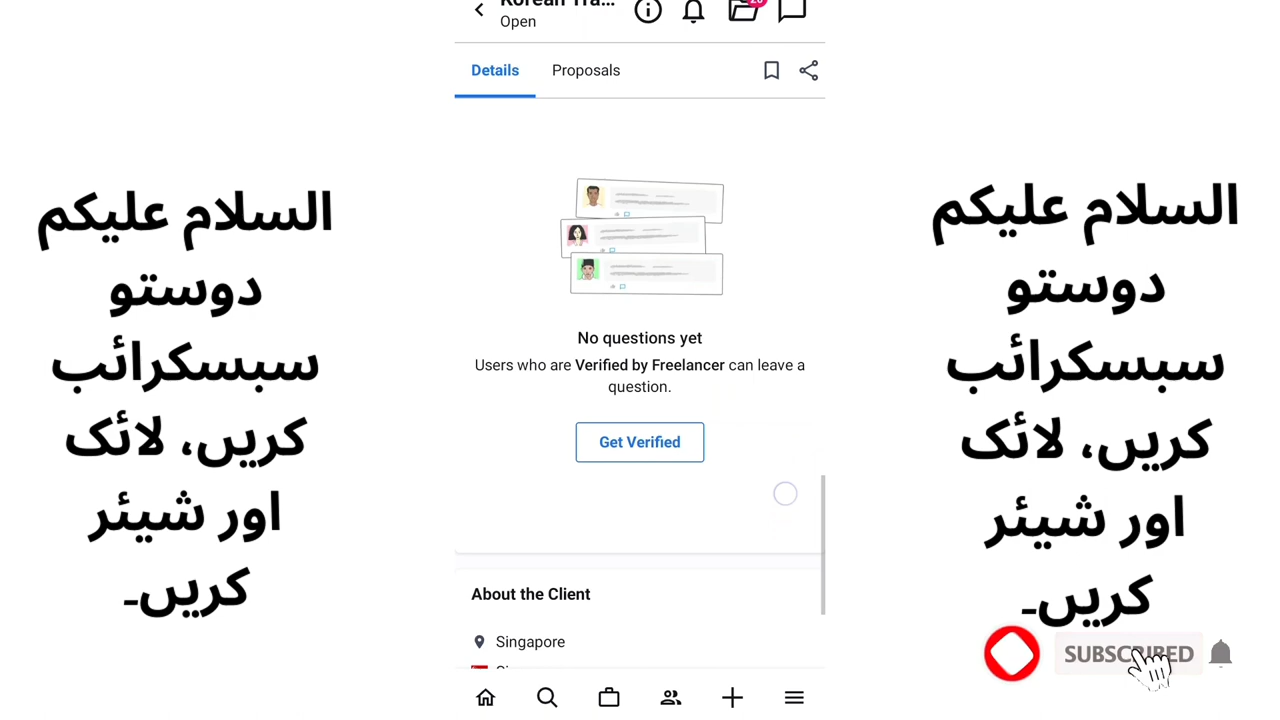 Korean Tra...
Open
Details
Proposals
No questions yet
Users who are Verified by Freelancer can leave a
question.
Get Verified
About the Client
Singapore
السلام علیکم
دوستو
سبسکرائب
کریں، لائک
اور شیئر
کریں۔
السلام علیکم
دوستو
سبسکرائب
کریں، لائک
اور شیئر
کریں۔
SUBSCRIBED